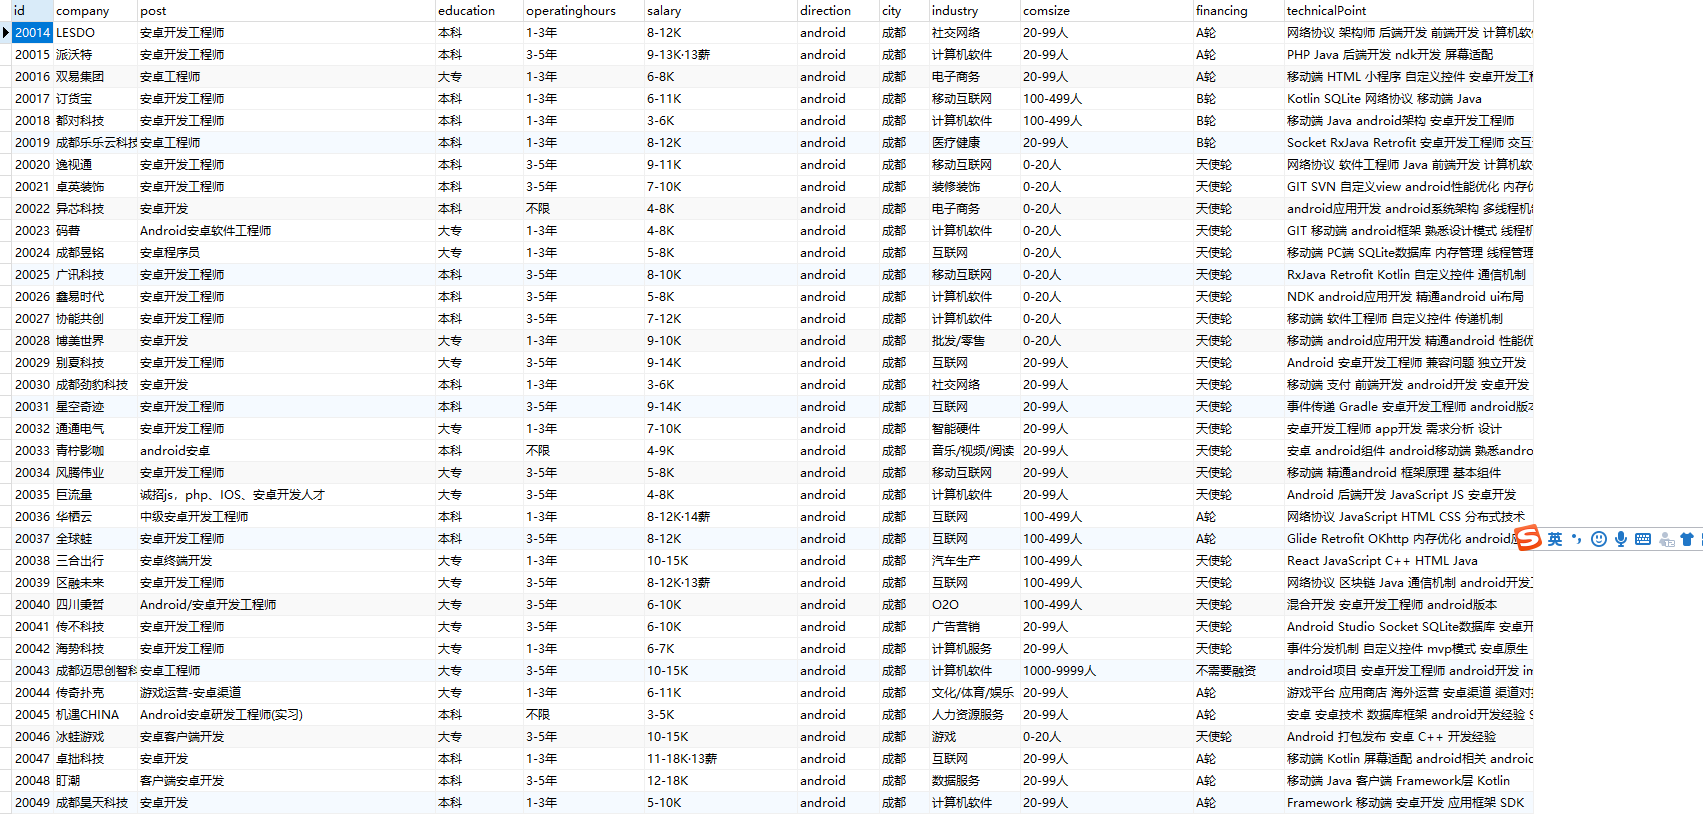 id company post education operatinghours salary direction city industry comsize financing technicalPoint
20014 LESDO 安卓开发工程师 本科 1-3年 8-12K android 成都 社交网络 20-99人 A轮 网络协议 架构师 后端开发 前端开发 计算机软
20015 派沃特 安卓开发工程师 本科 3-5年 9-13K·13薪 android 成都 计算机软件 20-99人 A轮 PHP Java 后端开发 ndk开发 屏幕适配
20016 双易集团 安卓工程师 大专 1-3年 6-8K android 成都 电子商务 20-99人 A轮 移动端 HTML 小程序 自定义控件 安卓开发工程
20017 订货宝 安卓开发工程师 本科 1-3年 6-11K android 成都 移动互联网 100-499人 B轮 Kotlin SQLite 网络协议 移动端 Java
20018 都对科技 安卓开发工程师 本科 1-3年 3-6K android 成都 计算机软件 100-499人 B轮 移动端 Java android架构 安卓开发工程师
20019 成都乐乐云科技 安卓工程师 本科 1-3年 8-12K android 成都 医疗健康 20-99人 B轮 Socket RxJava Retrofit 安卓开发工程师 交互
20020 逸视通 安卓开发工程师 本科 3-5年 9-11K android 成都 移动互联网 0-20人 天使轮 网络协议 软件工程师 Java 前端开发 计算机软
20021 卓英装饰 安卓开发工程师 本科 3-5年 7-10K android 成都 装修装饰 0-20人 天使轮 GIT SVN 自定义view android性能优化 内存优
20022 异芯科技 安卓开发 本科 不限 4-8K android 成都 电子商务 0-20人 天使轮 android应用开发 android系统架构 多线程机
20023 码砻 Android安卓软件工程师 大专 1-3年 4-8K android 成都 计算机软件 0-20人 天使轮 GIT 移动端 android框架 熟悉设计模式 线程机
20024 成都昱铭 安卓程序员 大专 1-3年 5-8K android 成都 互联网 0-20人 天使轮 移动端 PC端 SQLite数据库 内存管理 线程管理
20025 广讯科技 安卓开发工程师 本科 3-5年 8-10K android 成都 移动互联网 0-20人 天使轮 RxJava Retrofit Kotlin 自定义控件 通信机制
20026 鑫易时代 安卓开发工程师 本科 3-5年 5-8K android 成都 计算机软件 0-20人 天使轮 NDK android应用开发 精通android ui布局
20027 协能共创 安卓开发工程师 本科 3-5年 7-12K android 成都 计算机软件 0-20人 天使轮 移动端 软件工程师 自定义控件 传递机制
20028 博美世界 安卓开发 大专 1-3年 9-10K android 成都 批发/零售 0-20人 天使轮 移动端 android应用开发 精通android 性能优
20029 别夏科技 安卓开发工程师 大专 3-5年 9-14K android 成都 互联网 20-99人 天使轮 Android 安卓开发工程师 兼容问题 独立开发
20030 成都劲豹科技 安卓开发 本科 1-3年 3-6K android 成都 社交网络 20-99人 天使轮 移动端 支付 前端开发 android开发 安卓开发
20031 星空奇迹 安卓开发工程师 本科 3-5年 9-14K android 成都 互联网 20-99人 天使轮 事件传递 Gradle 安卓开发工程师 android版本
20032 通通电气 安卓开发工程师 大专 1-3年 7-10K android 成都 智能硬件 20-99人 天使轮 安卓开发工程师 app开发 需求分析 设计
20033 青柠影咖 android安卓 本科 不限 4-9K android 成都 音乐/视频/阅读 20-99人 天使轮 安卓 android组件 android移动端 熟悉andro
20034 风腾伟业 安卓开发工程师 大专 3-5年 5-8K android 成都 移动互联网 20-99人 天使轮 移动端 精通android 框架原理 基本组件
20035 巨流量 诚招js，php、IOS、安卓开发人才 大专 3-5年 4-8K android 成都 计算机软件 20-99人 天使轮 Android 后端开发 JavaScript JS 安卓开发
20036 华栖云 中级安卓开发工程师 本科 1-3年 8-12K·14薪 android 成都 互联网 100-499人 A轮 网络协议 JavaScript HTML CSS 分布式技术
20037 全球蛙 安卓开发工程师 本科 3-5年 8-12K android 成都 互联网 100-499人 A轮 Glide Retrofit OKhttp 内存优化 android应 英
20038 三合出行 安卓终端开发 大专 1-3年 10-15K android 成都 汽车生产 100-499人 天使轮 React JavaScript C++ HTML Java
20039 区融未来 安卓开发工程师 大专 3-5年 8-12K·13薪 android 成都 互联网 100-499人 天使轮 网络协议 区块链 Java 通信机制 android开发工
20040 四川秉哲 Android/安卓开发工程师 大专 3-5年 6-10K android 成都 O2O 100-499人 天使轮 混合开发 安卓开发工程师 android版本
20041 传不科技 安卓开发工程师 大专 3-5年 6-10K android 成都 广告营销 20-99人 天使轮 Android Studio Socket SQLite数据库 安卓开
20042 海势科技 安卓开发工程师 大专 1-3年 6-7K android 成都 计算机服务 20-99人 天使轮 事件分发机制 自定义控件 mvp模式 安卓原生
20043 成都迈思创智科 安卓工程师 大专 3-5年 10-15K android 成都 计算机软件 1000-9999人 不需要融资 android项目 安卓开发工程师 android开发 im
20044 传奇扑克 游戏运营-安卓渠道 大专 1-3年 6-11K android 成都 文化/体育/娱乐 20-99人 A轮 游戏平台 应用商店 海外运营 安卓渠道 渠道对
20045 机遇CHINA Android安卓研发工程师(实习) 本科 不限 3-5K android 成都 人力资源服务 20-99人 A轮 安卓 安卓技术 数据库框架 android开发经验 S
20046 冰蛙游戏 安卓客户端开发 大专 3-5年 10-15K android 成都 游戏 0-20人 天使轮 Android 打包发布 安卓 C++ 开发经验
20047 卓拙科技 安卓开发 本科 1-3年 11-18K·13薪 android 成都 互联网 20-99人 A轮 移动端 Kotlin 屏幕适配 android相关 androic
20048 盯潮 客户端安卓开发 本科 3-5年 12-18K android 成都 数据服务 20-99人 A轮 移动端 Java 客户端 Framework层 Kotlin
20049 成都昊天科技 安卓开发 本科 1-3年 5-10K android 成都 计算机软件 20-99人 A轮 Framework 移动端 安卓开发 应用框架 SDK